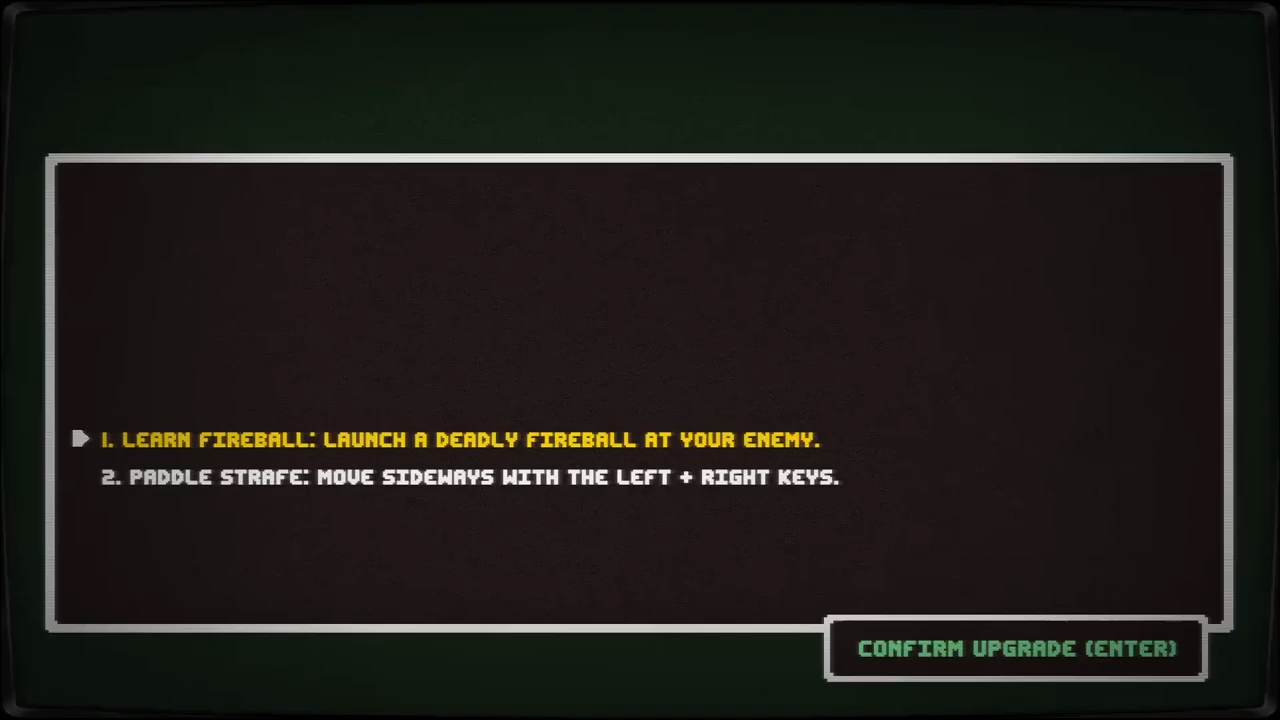 1. LEARN FIREBALL: LAUNCH A DEADLY FIREBALL AT YOUR ENEMY.
2. PADDLE STRAFE: MOVE SIDEWAYS WITH THE LEFT + RIGHT KEYS.
CONFIRM UPGRADE (ENTER)